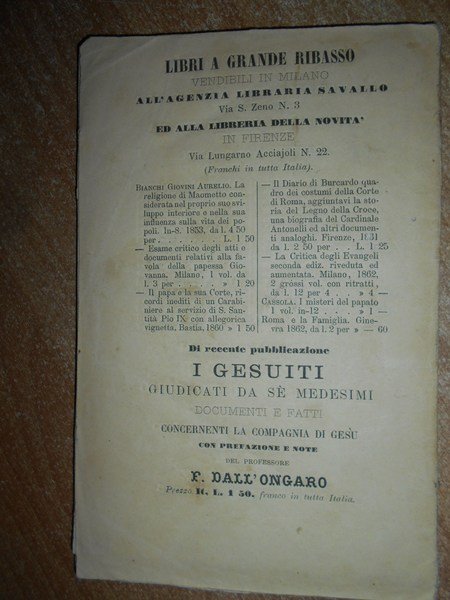 LIBRI A GRANDE RIBASSO
VENDIBILI IN MILANO
ALL'AGENZIA LIBRARIA SAVALLO
Via S. Zeno N. 3
ED ALLA LIBRERIA DELLA NOVITA'
IN FIRENZE
Via Lungarno Acciajoli N. 22.
(Franchi in tutta Italia).
BIANCHI GIOVINI AURELIO. La
religione di Maometto con-
siderata nel proprio suo svi-
luppo interiore e nella sua
influenza sulla vita dei po-
poli. In-8. 1853, da l. 4 50
per . . . . . L. 1 50
— Esame critico degli atti e
documenti relativi alla fa-
vola della papessa Gio-
vanna. Milano, 1 vol. da
l. 3 per . . . . » 1 20
— Il papa e la sua Corte, ri-
cordi inediti di un Carabi-
niere al servizio di S. San-
tità Pio IX con allegorica
vignetta, Bastia, 1860 » 1 50
— Il Diario di Burcardo qua-
dro dei costumi della Corte
di Roma, aggiuntavi la sto-
ria del Legno della Croce,
una biografia del Cardinale
Antonelli ed altri documen-
ti analoghi. Firenze, 1861
da l. 2 50 per . L. 1 25
— La Critica degli Evangeli
seconda ediz. riveduta ed
aumentata. Milano, 1862,
2 grossi vol. con ritratti,
da l. 12 per 4 . . » 4 —
CASSOLA. I misteri del papato
1 vol. in-12. . . » 1 —
Roma e la Famiglia. Gine-
vra 1862, da l. 2 per » — 60
Di recente pubblicazione
I GESUITI
GIUDICATI DA SÈ MEDESIMI
DOCUMENTI E FATTI
CONCERNENTI LA COMPAGNIA DI GESÙ
CON PREFAZIONE E NOTE
DEL PROFESSORE
F. DALL'ONGARO
Prezzo It. L. 1 50. franco in tutta Italia.